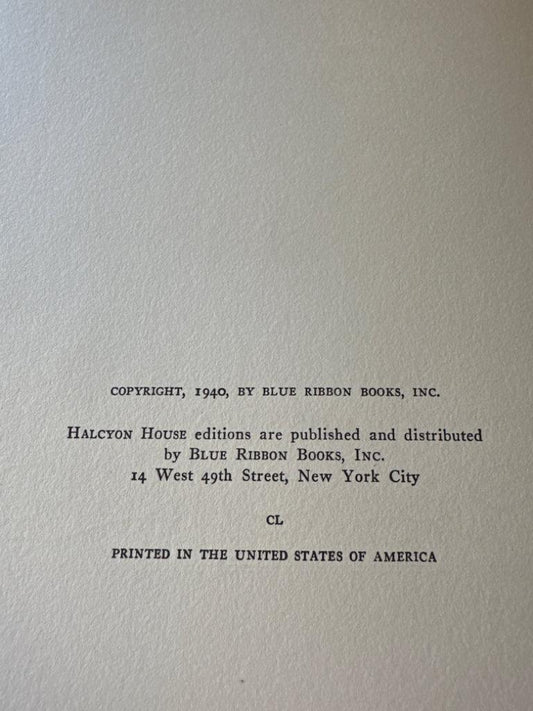 COPYRIGHT, 1940, BY BLUE RIBBON BOOKS, INC.
HALCYON HOUSE editions are published and distributed
by BLUE RIBBON BOOKS, INC.
14 West 49th Street, New York City
CL
PRINTED IN THE UNITED STATES OF AMERICA